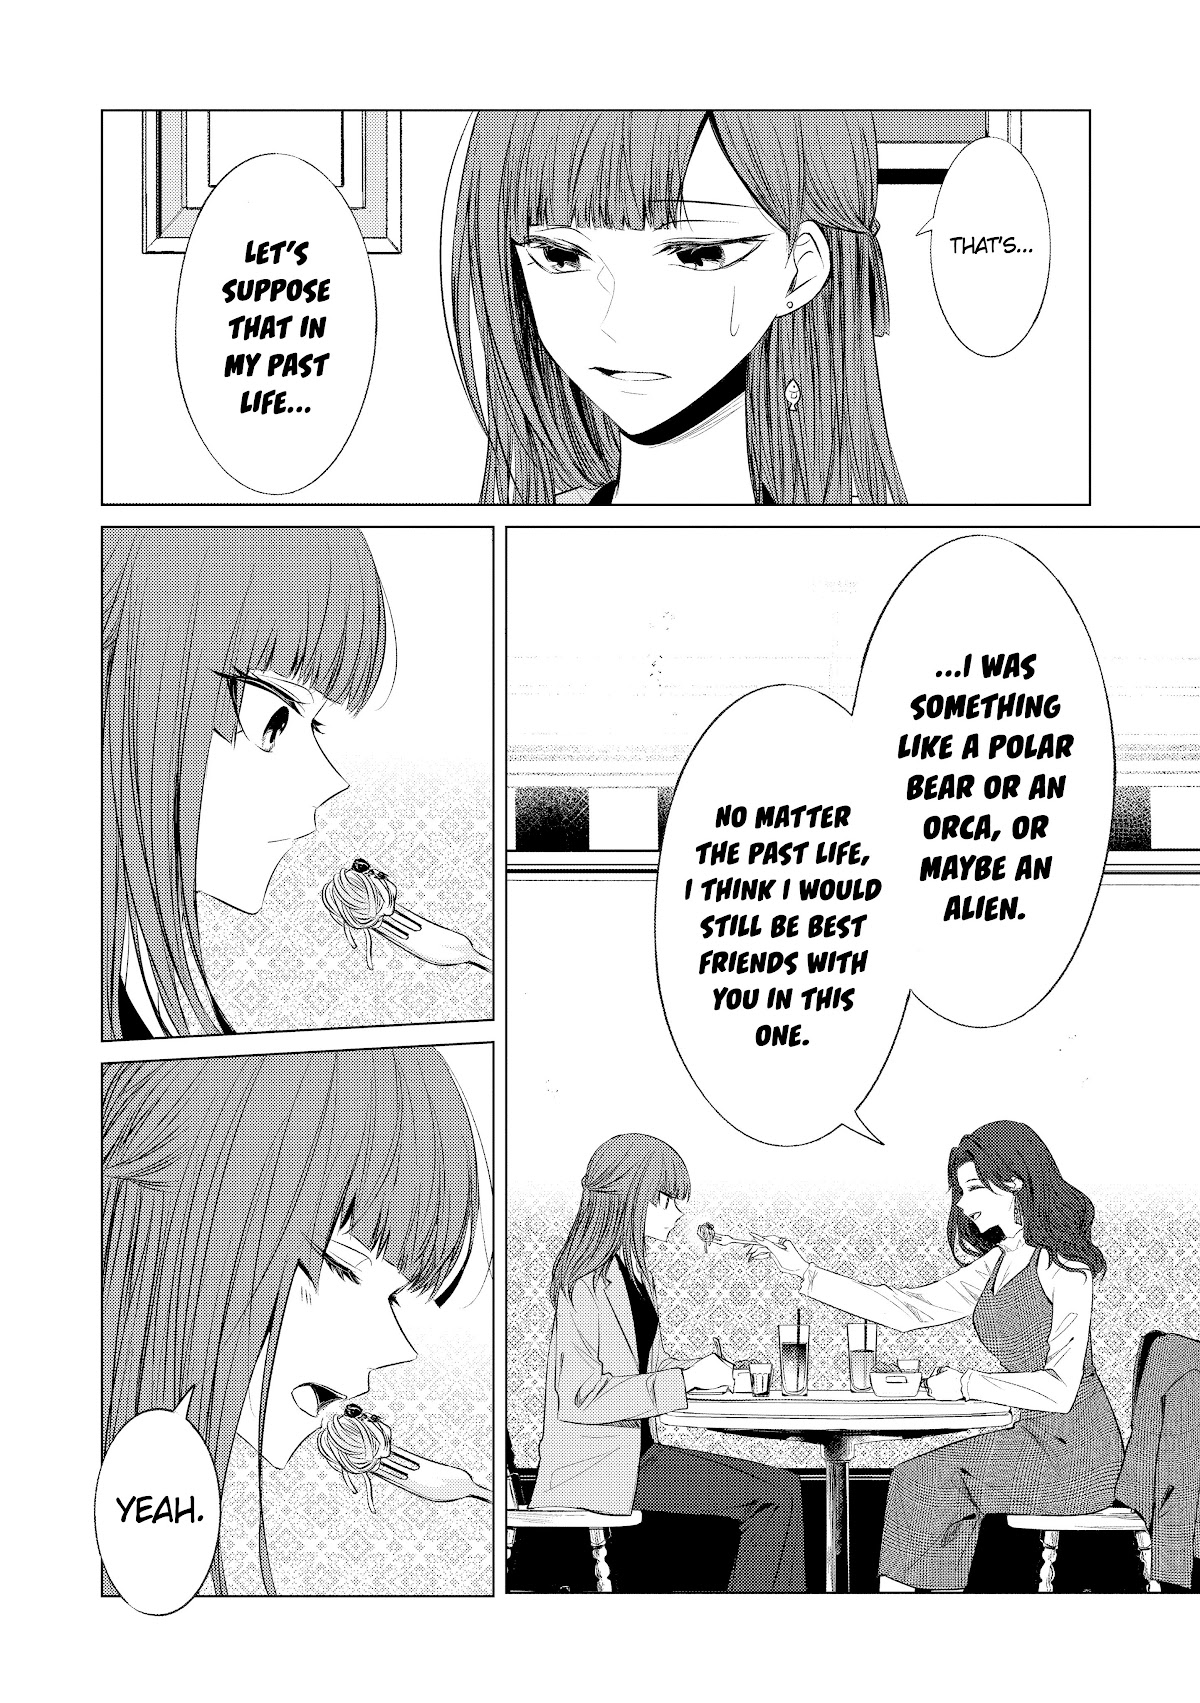 THAT'S...
LET'S
SUPPOSE
THAT IN
MY PAST
LIFE...
...I WAS
SOMETHING
LIKE A POLAR
BEAR OR AN
ORCA, OR
MAYBE AN
ALIEN.
NO MATTER
THE PAST LIFE,
I THINK I WOULD
STILL BE BEST
FRIENDS WITH
YOU IN THIS
ONE.
YEAH.